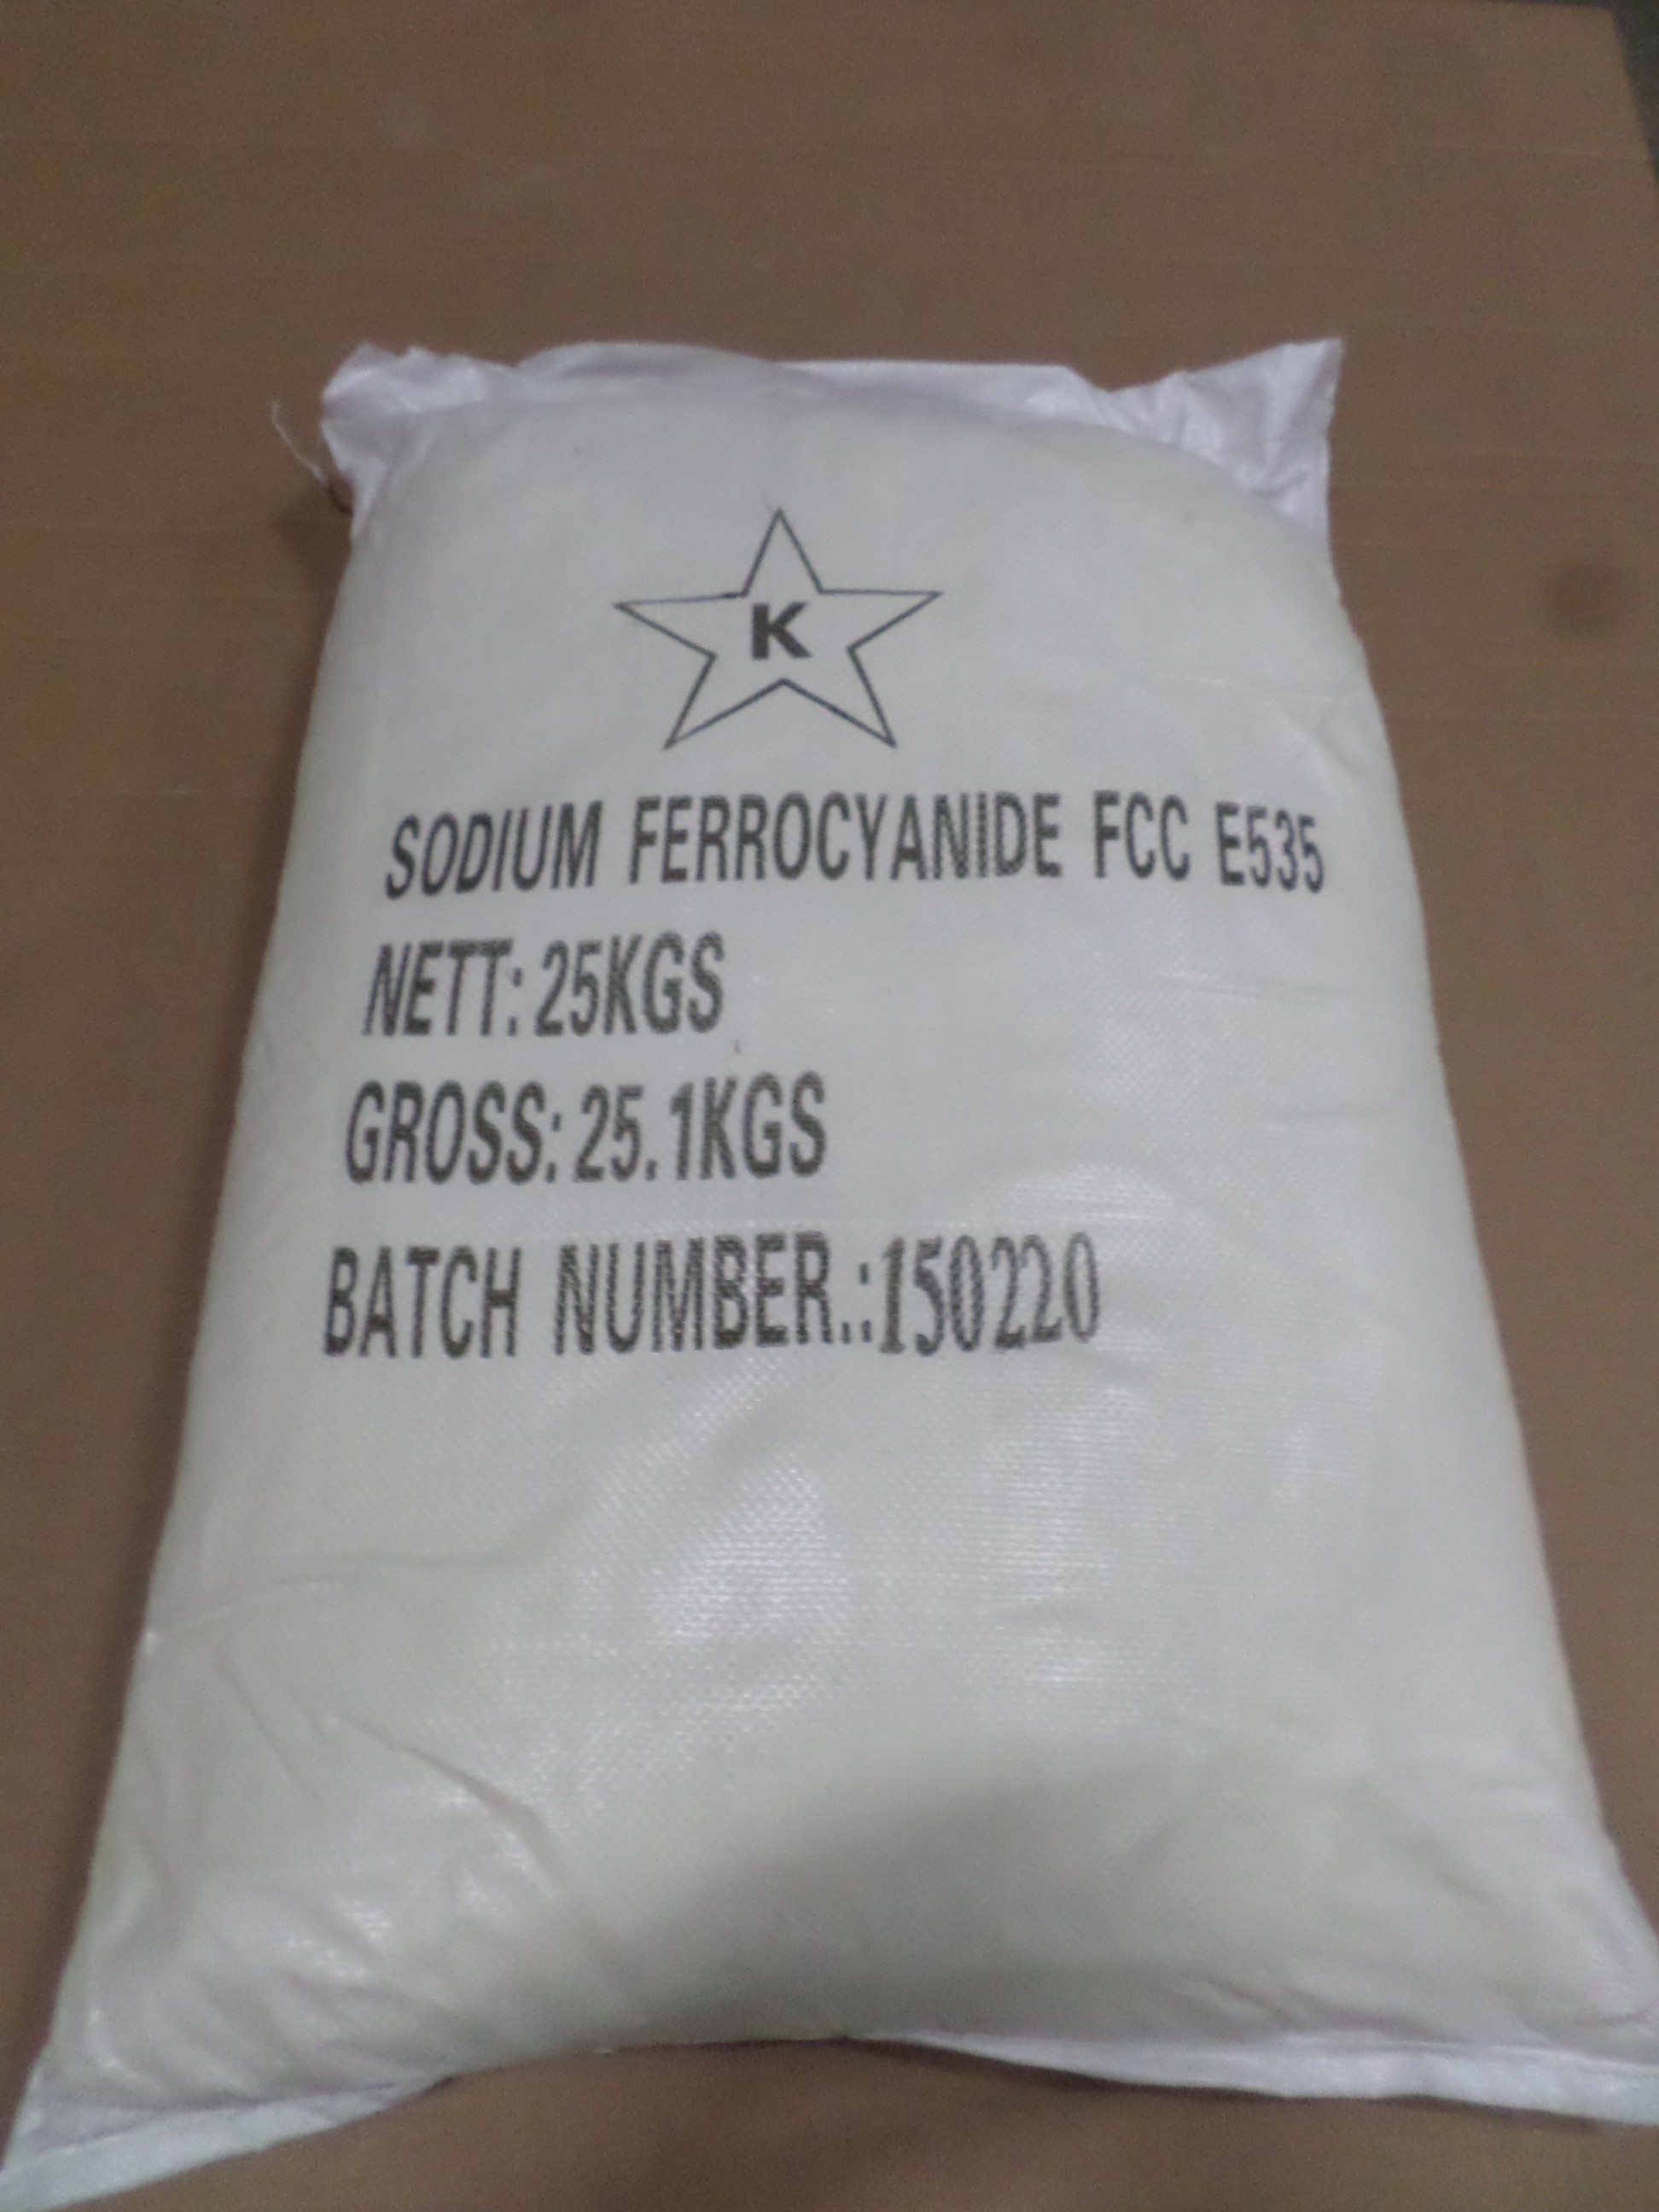 K
SODIUM FERROCYANIDE FCC E535
NETT: 25KGS
GROSS: 25.1KGS
BATCH NUMBER.:150220